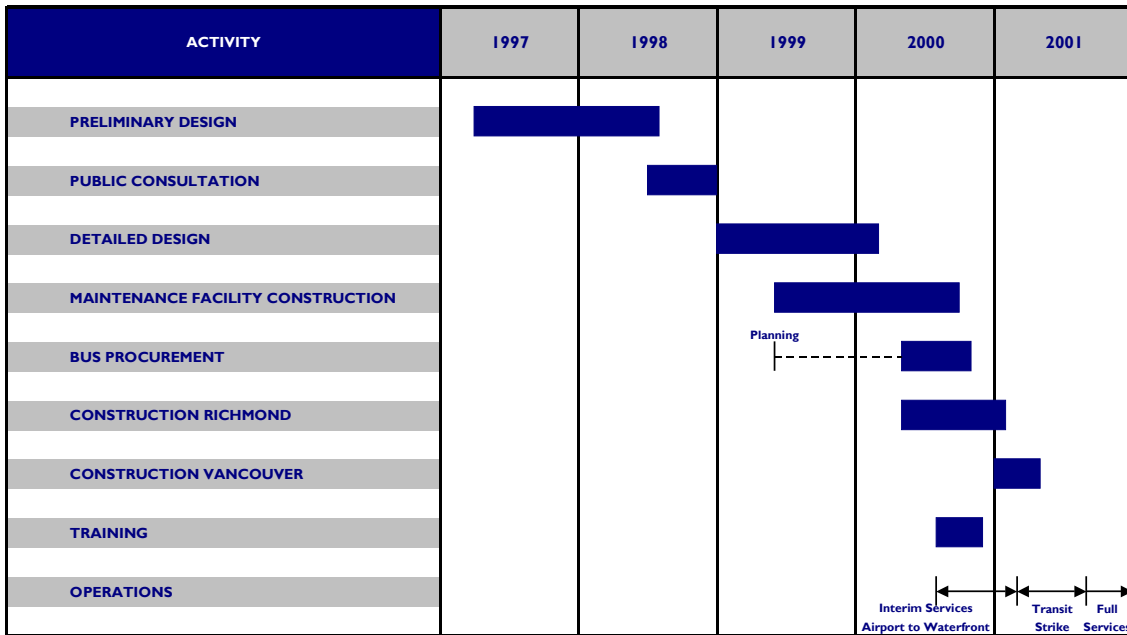 ACTIVITY 1997 1998 1999 2000 2001
PRELIMINARY DESIGN
PUBLIC CONSULTATION
DETAILED DESIGN
MAINTENANCE FACILITY CONSTRUCTION
Planning
BUS PROCUREMENT
CONSTRUCTION RICHMOND
CONSTRUCTION VANCOUVER
TRAINING
OPERATIONS
Interim Services Transit Full
Airport to Waterfront Strike Services